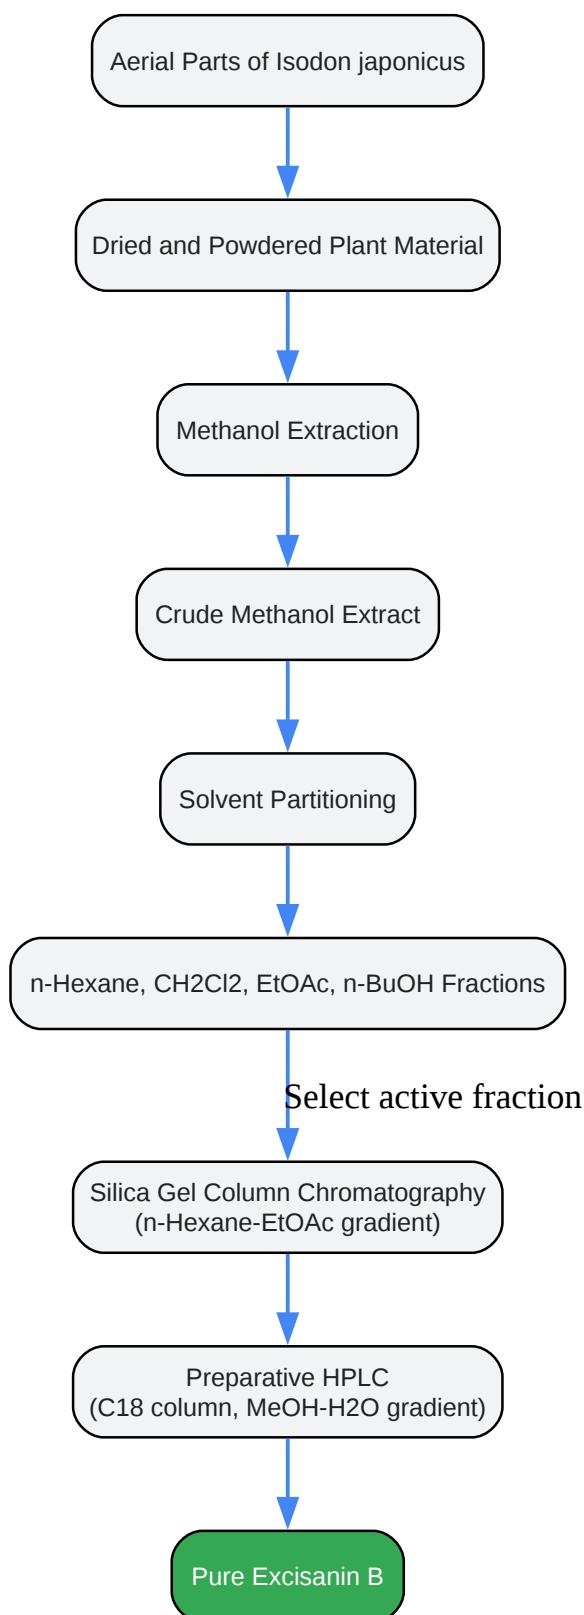 Aerial Parts of Isodon japonicus
Dried and Powdered Plant Material
Methanol Extraction
Crude Methanol Extract
Solvent Partitioning
n-Hexane, CH2Cl2, EtOAc, n-BuOH Fractions
Select active fraction
Silica Gel Column Chromatography
(n-Hexane-EtOAc gradient)
Preparative HPLC
(C18 column, MeOH-H2O gradient)
Pure Excisanin B